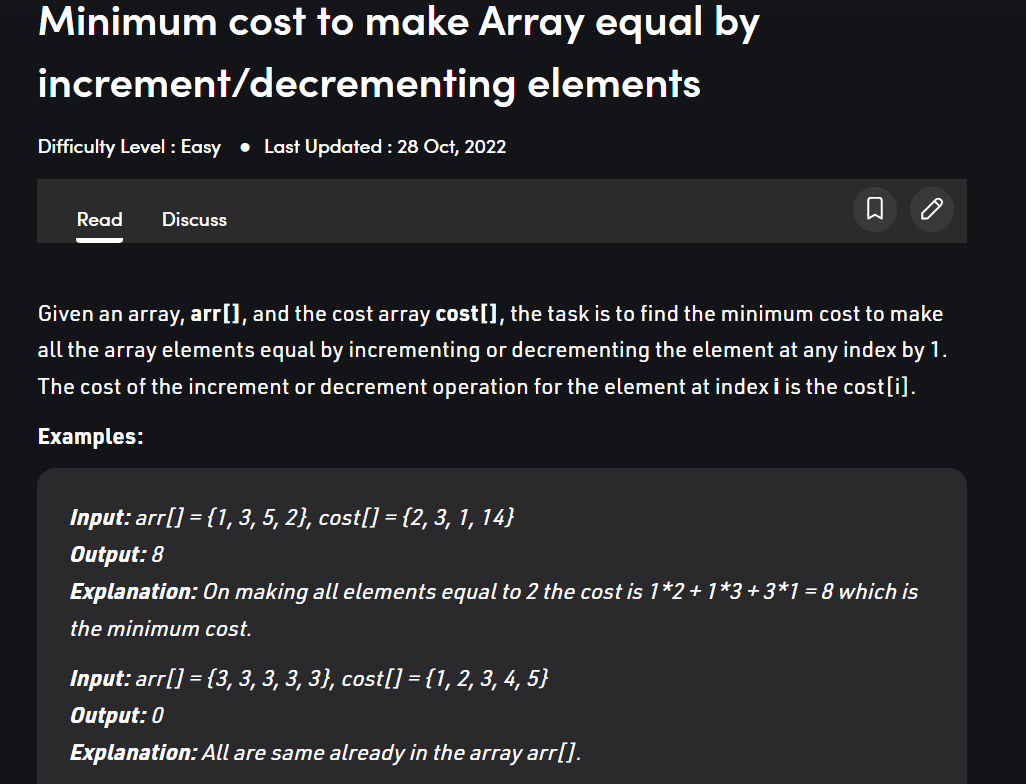 Minimum cost to make Array equal by
increment/decrementing elements
Difficulty Level : Easy ● Last Updated : 28 Oct, 2022
Read Discuss
Given an array, arr[], and the cost array cost[], the task is to find the minimum cost to make
all the array elements equal by incrementing or decrementing the element at any index by 1.
The cost of the increment or decrement operation for the element at index i is the cost[i].
Examples:
Input: arr[] = {1, 3, 5, 2}, cost[] = {2, 3, 1, 14}
Output: 8
Explanation: On making all elements equal to 2 the cost is 1*2 + 1*3 + 3*1 = 8 which is
the minimum cost.
Input: arr[] = {3, 3, 3, 3, 3}, cost[] = {1, 2, 3, 4, 5}
Output: 0
Explanation: All are same already in the array arr[].